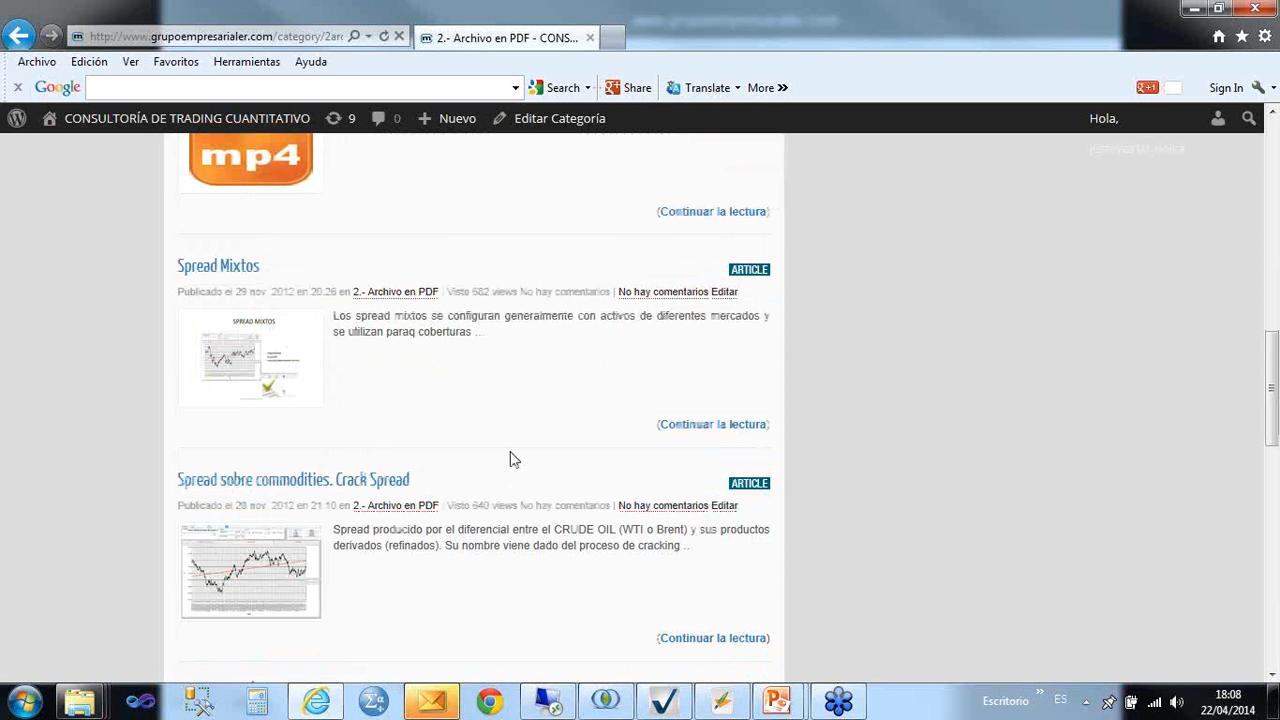 http://www.grupoempresarialer.com/category/2arc
2.- Archivo en PDF - CONS...
Archivo Edición Ver Favoritos Herramientas Ayuda
Google Search Share Translate More » +1 Sign In
CONSULTORÍA DE TRADING CUANTITATIVO 9 0 Nuevo Editar Categoría Hola,
mp4
(Continuar la lectura)
Spread Mixtos
ARTICLE
Publicado el 29 nov 2012 en 20.26 en 2.- Archivo en PDF | Visto 682 views No hay comentarios | No hay comentarios Editar
SPREAD MIXTOS
Los spread mixtos se configuran generalmente con activos de diferentes mercados y
se utilizan paraq coberturas ...
(Continuar la lectura)
Spread sobre commodities. Crack Spread
ARTICLE
Publicado el 28 nov 2012 en 21.10 en 2.- Archivo en PDF | Visto 640 views No hay comentarios | No hay comentarios Editar
Spread producido por el diferencial entre el CRUDE OIL (WTI o Brent) y sus productos
derivados (refinados). Su nombre viene dado del proceso de cracking ..
(Continuar la lectura)
Escritorio » ES
18:08
22/04/2014